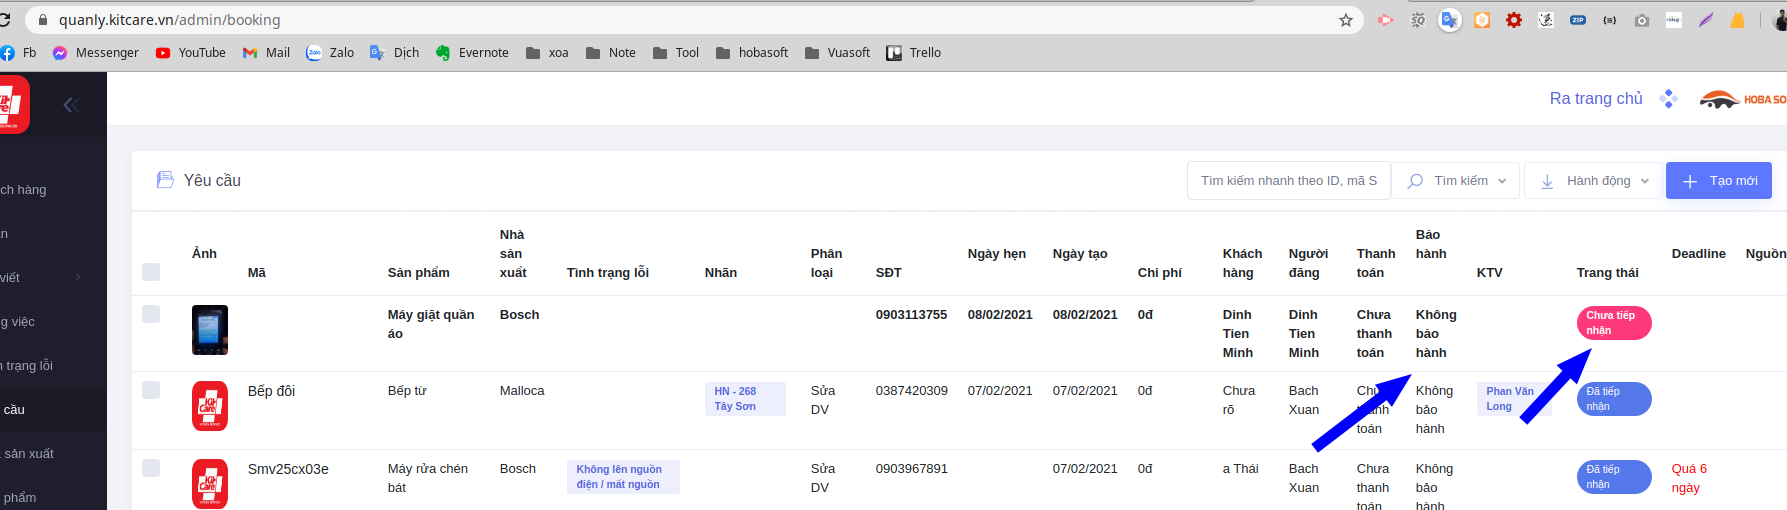 quanly.kitcare.vn/admin/booking
Fb Messenger YouTube Mail Zalo Dịch Evernote xoa Note Tool hobasoft Vuasoft Trello
Ra trang chủ HOBA SO
ch hàng
n
viết
g việc
n trạng lỗi
cầu
sản xuất
phẩm
Yêu cầu Tìm kiếm nhanh theo ID, mã S Tìm kiếm Hành động Tạo mới
Ảnh
Mã
Sản phẩm
Nhà
sản
xuất
Tình trạng lỗi
Nhãn
Phân
loại
SĐT
Ngày hẹn
Ngày tạo
Chi phí
Khách
hàng
Người
đăng
Thanh
toán
Bảo
hành
KTV
Trang thái
Deadline
Nguồn
Máy giặt quần
áo
Bosch
0903113755
08/02/2021
08/02/2021
0đ
Dinh
Tien
Minh
Dinh
Tien
Minh
Chưa
thanh
toán
Không
bảo
hành
Chưa tiếp
nhận
Bếp đôi
Bếp từ
Malloca
HN - 268
Tây Sơn
Sửa
DV
0387420309
07/02/2021
07/02/2021
0đ
Chưa
rõ
Bach
Xuan
toán
Không
bảo
hành
Phan Văn
Long
Đã tiếp
nhận
Smv25cx03e
Máy rửa chén
bát
Bosch
Không lên nguồn
điện / mất nguồn
Sửa
DV
0903967891
07/02/2021
0đ
a Thái
Bach
Xuan
Chưa
thanh
toán
Không
bảo
hành
Đã tiếp
nhận
Quá 6
ngày